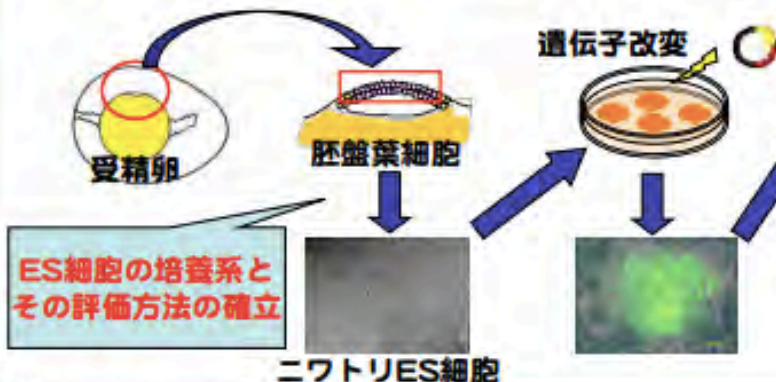 遺伝子改変
受精卵
胚盤葉細胞
ES細胞の培養系と
その評価方法の確立
ニワトリES細胞